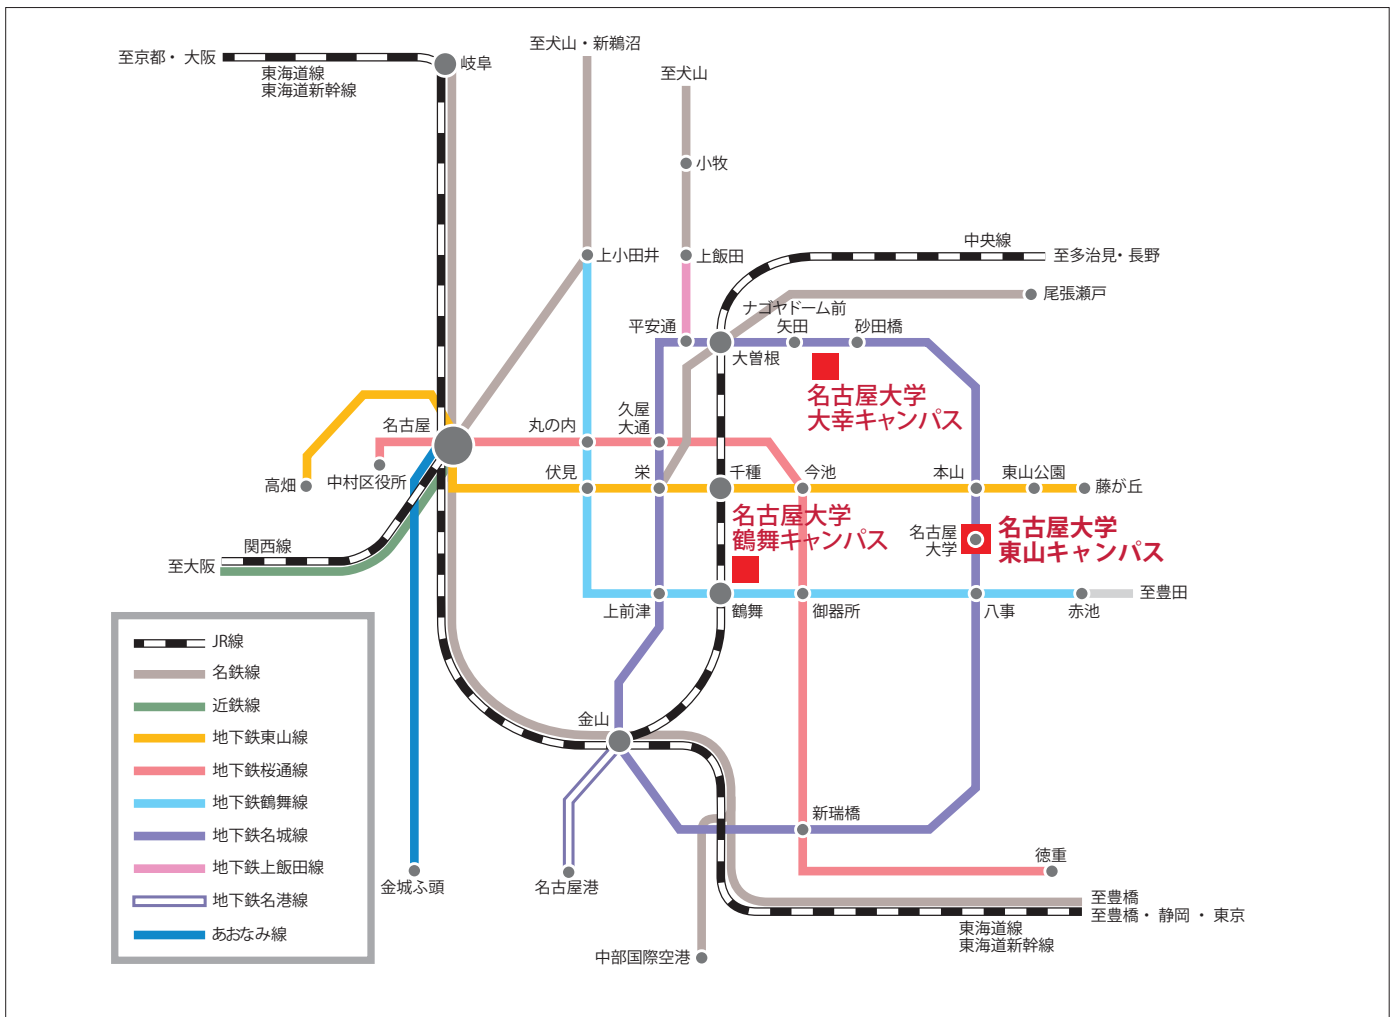 至京都・大阪
東海道線
東海道新幹線
岐阜
至犬山・新鵜沼
至犬山
小牧
上小田井
上飯田
中央線
至多治見・長野
尾張瀬戸
ナゴヤドーム前
矢田
砂田橋
平安通
大曽根
名古屋大学
大幸キャンパス
名古屋
丸の内
久屋
大通
高畑
中村区役所
伏見
栄
千種
今池
本山
東山公園
藤が丘
名古屋大学
鶴舞キャンパス
名古屋
大学
名古屋大学
東山キャンパス
関西線
至大阪
上前津
鶴舞
御器所
八事
赤池
至豊田
JR線
名鉄線
近鉄線
地下鉄東山線
地下鉄桜通線
地下鉄鶴舞線
地下鉄名城線
地下鉄上飯田線
地下鉄名港線
あおなみ線
金山
新瑞橋
金城ふ頭
名古屋港
徳重
至豊橋
至豊橋・静岡・東京
東海道線
東海道新幹線
中部国際空港